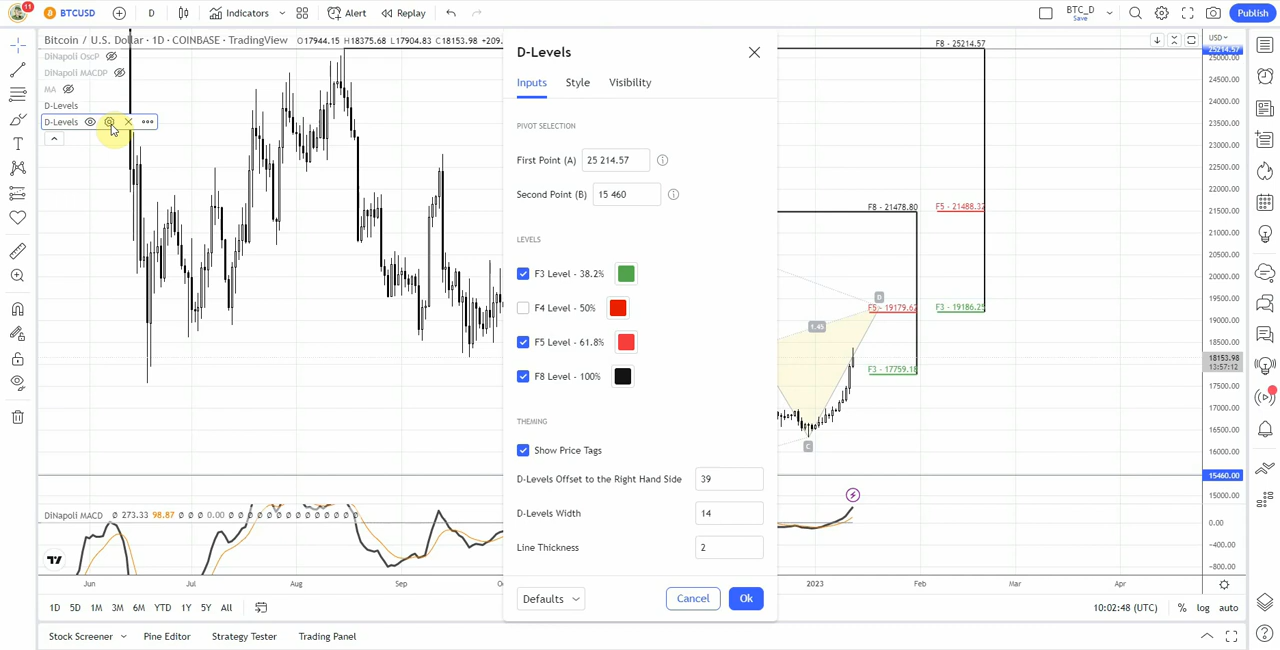 11
BTCUSD
D
Indicators
Alert
Replay
BTC_D
Save
Publish
Bitcoin / U.S. Dollar · 1D · COINBASE · TradingView
O17944.15 H18375.68 L17904.83 C18153.98 +209.
DiNapoli OscP
DiNapoli MACDP
MA
D-Levels
D-Levels
D-Levels
Inputs
Style
Visibility
PIVOT SELECTION
First Point (A)
25 214.57
Second Point (B)
15 460
LEVELS
F3 Level - 38.2%
F4 Level - 50%
F5 Level - 61.8%
F8 Level - 100%
THEMING
Show Price Tags
D-Levels Offset to the Right Hand Side
39
D-Levels Width
14
Line Thickness
2
Defaults
Cancel
Ok
F8 - 25214.57
F8 - 21478.80
F5 - 21488.32
D
F5 - 19179.62
F3 - 19186.25
1.45
F3 - 17759.18
C
USD
25214.57
24500.00
24000.00
23500.00
22500.00
22000.00
21500.00
21000.00
20500.00
20000.00
19500.00
19000.00
18153.98
13:57:12
17500.00
17000.00
16500.00
15460.00
15000.00
0.00
-400.00
-800.00
DiNapoli MACD
273.33 98.87 ∅ ∅ 0.00 ∅ ∅ ∅ ∅ ∅ ∅ ∅ ∅ ∅ ∅ ∅ ∅ ∅
Jun
Jul
Aug
Sep
2023
Feb
Mar
Apr
1D
5D
1M
3M
6M
YTD
1Y
5Y
All
10:02:48 (UTC)
%
log
auto
Stock Screener
Pine Editor
Strategy Tester
Trading Panel